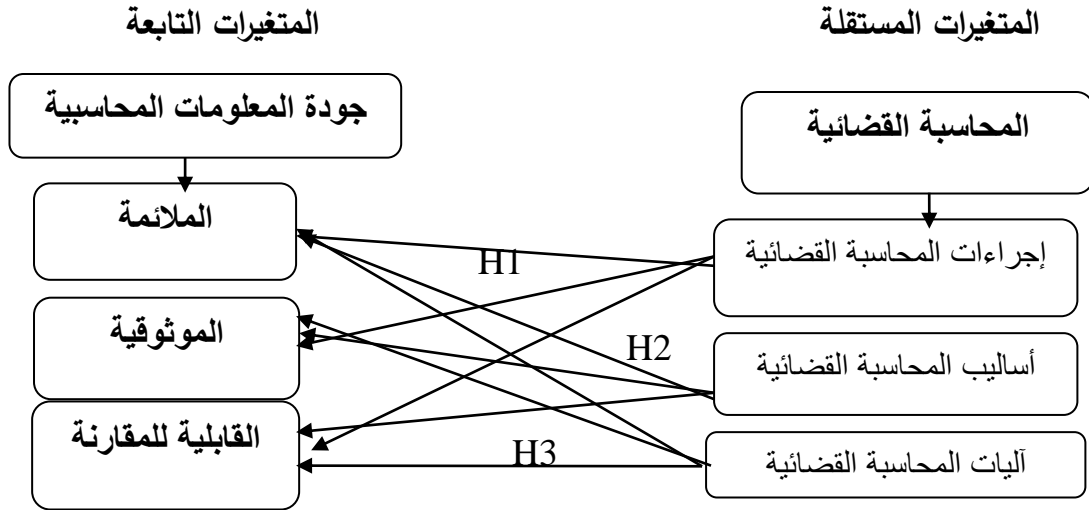 المتغيرات المستقلة
المتغيرات التابعة
المحاسبة القضائية
جودة المعلومات المحاسبية
إجراءات المحاسبة القضائية
الملائمة
H1
أساليب المحاسبة القضائية
الموثوقية
H2
آليات المحاسبة القضائية
القابلية للمقارنة
H3